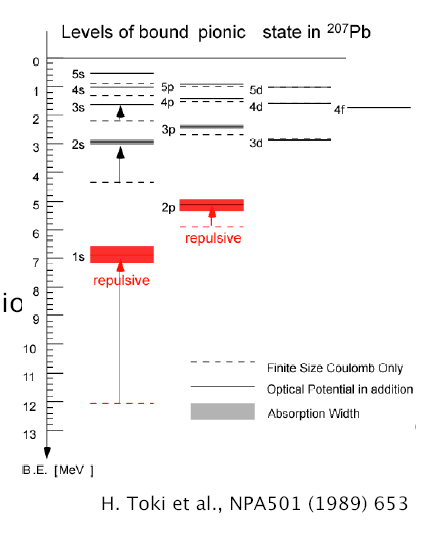 Levels of bound pionic state in ²⁰⁷Pb
0
1
2
3
4
5
6
7
8
9
10
11
12
13
B.E. [MeV]
5s
4s
3s
2s
1s
repulsive
5p
4p
3p
2p
repulsive
5d
4d
3d
4f
io
Finite Size Coulomb Only
Optical Potential in addition
Absorption Width
H. Toki et al., NPA501 (1989) 653